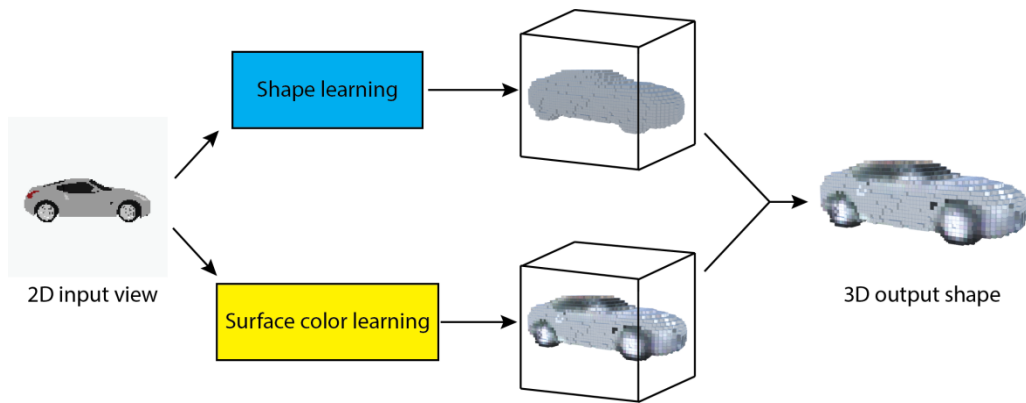 Shape learning
2D input view
Surface color learning
3D output shape